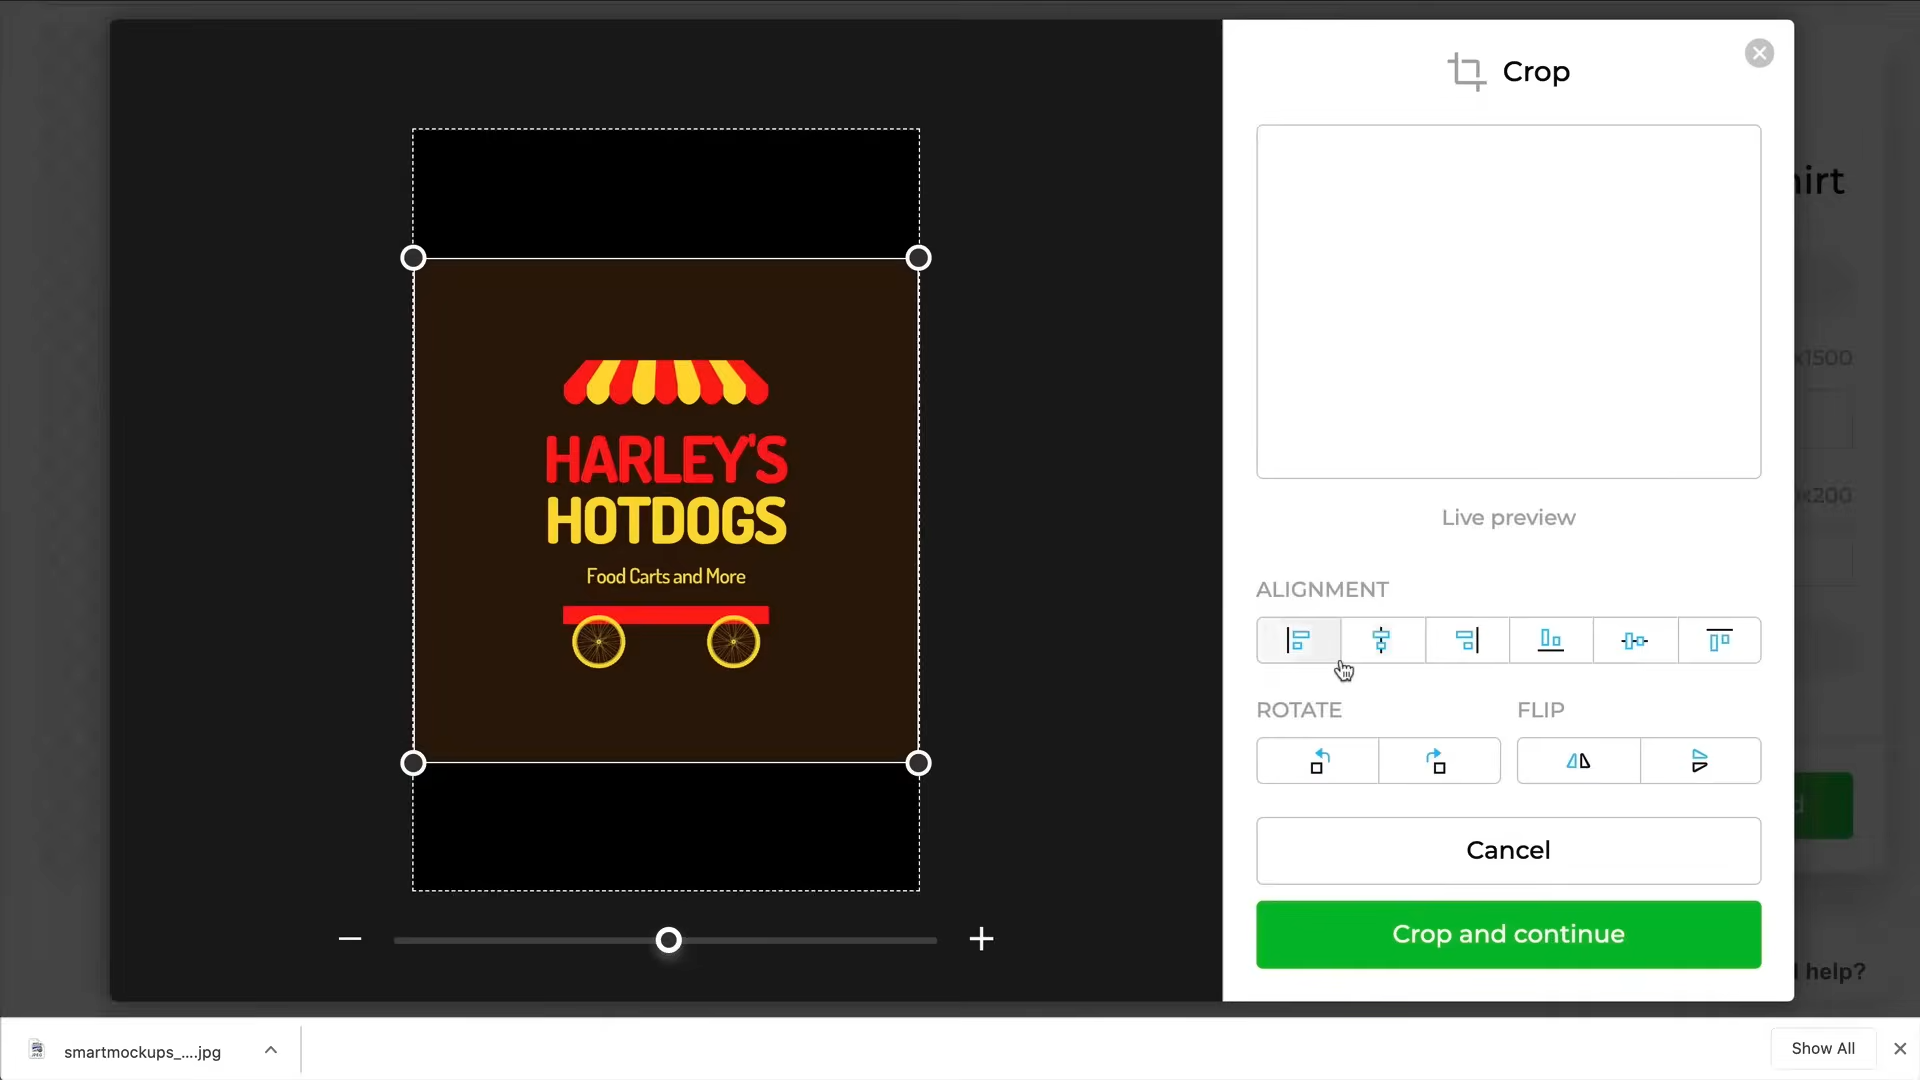 Crop
HARLEY'S
HOTDOGS
Food Carts and More
Live preview
ALIGNMENT
ROTATE
FLIP
Cancel
Crop and continue
hirt
x1500
x200
d
help?
smartmockups_....jpg
Show All